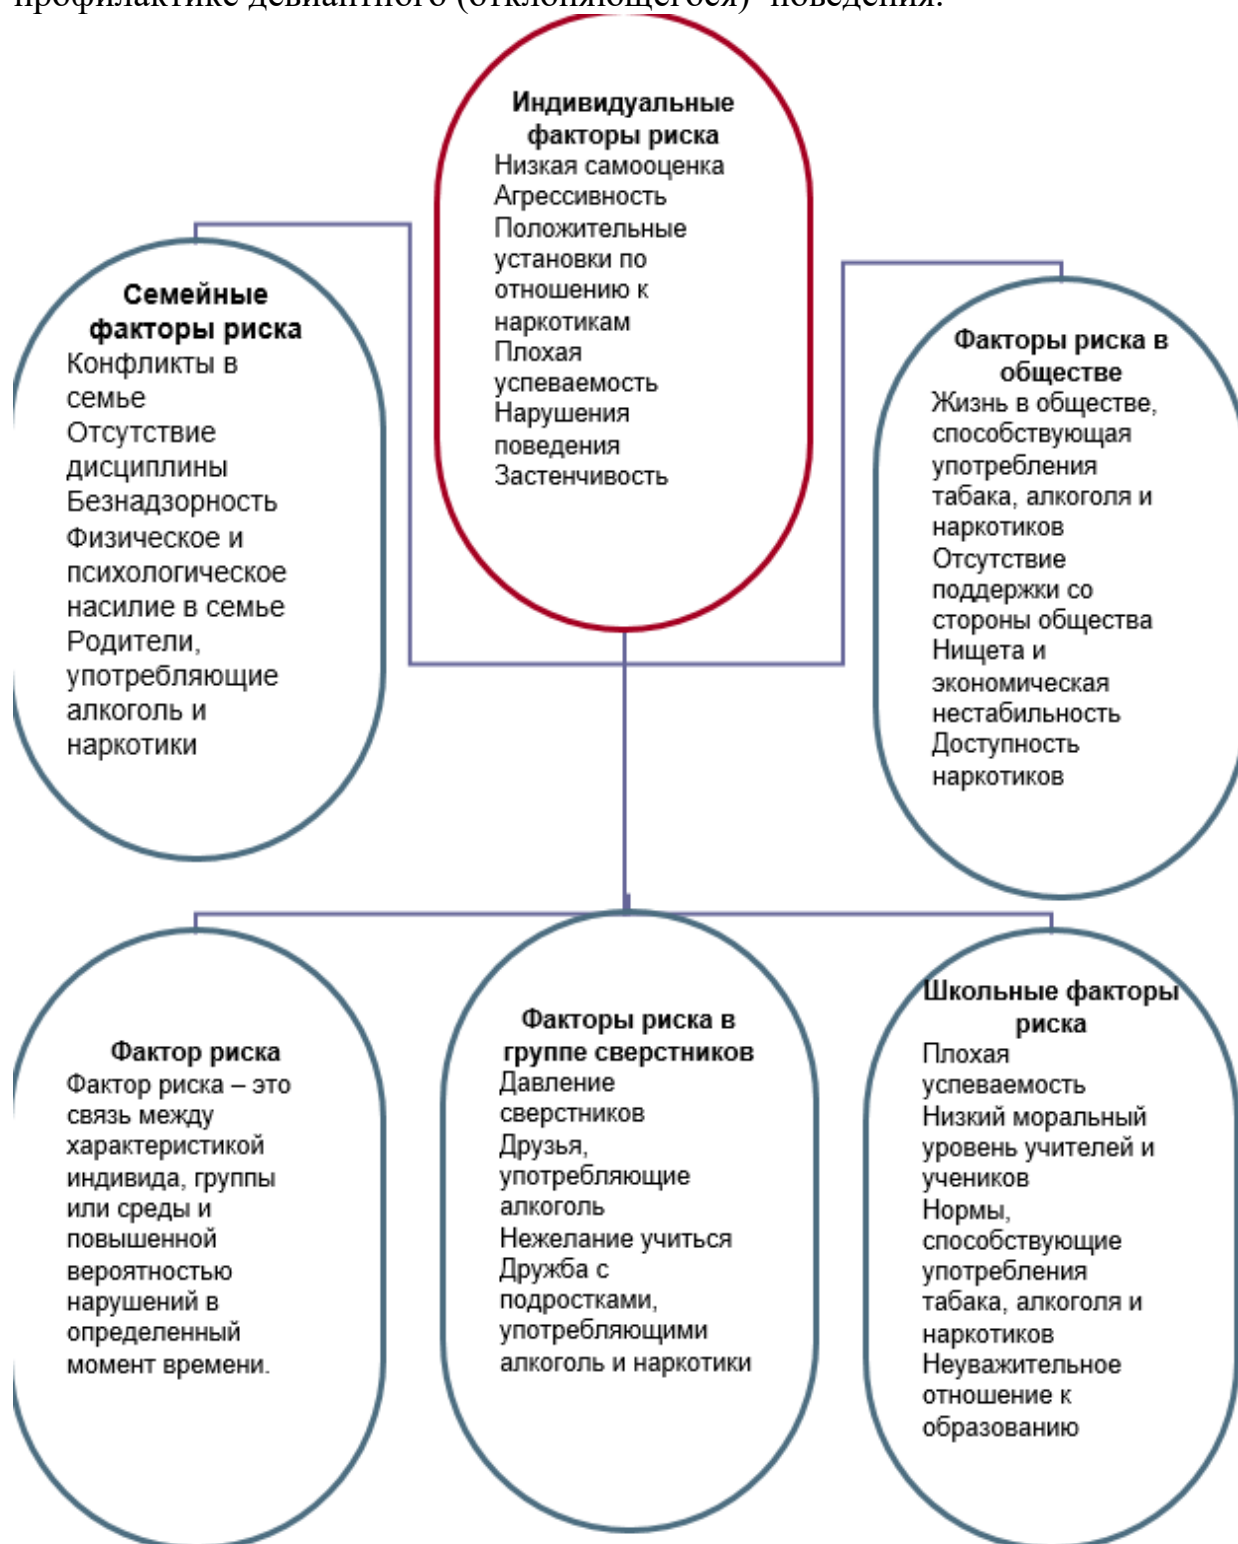 профилактике девиантного (отклоняющегося) поведения.
Индивидуальные
факторы риска
Низкая самооценка
Агрессивность
Положительные
установки по
отношению к
наркотикам
Плохая
успеваемость
Нарушения
поведения
Застенчивость
Семейные
факторы риска
Конфликты в
семье
Отсутствие
дисциплины
Безнадзорность
Физическое и
психологическое
насилие в семье
Родители,
употребляющие
алкоголь и
наркотики
Факторы риска в
обществе
Жизнь в обществе,
способствующая
употребления
табака, алкоголя и
наркотиков
Отсутствие
поддержки со
стороны общества
Нищета и
экономическая
нестабильность
Доступность
наркотиков
Фактор риска
Фактор риска – это
связь между
характеристикой
индивида, группы
или среды и
повышенной
вероятностью
нарушений в
определенный
момент времени.
Факторы риска в
группе сверстников
Давление
сверстников
Друзья,
употребляющие
алкоголь
Нежелание учиться
Дружба с
подростками,
употребляющими
алкоголь и наркотики
Школьные факторы
риска
Плохая
успеваемость
Низкий моральный
уровень учителей и
учеников
Нормы,
способствующие
употребления
табака, алкоголя и
наркотиков
Неуважительное
отношение к
образованию